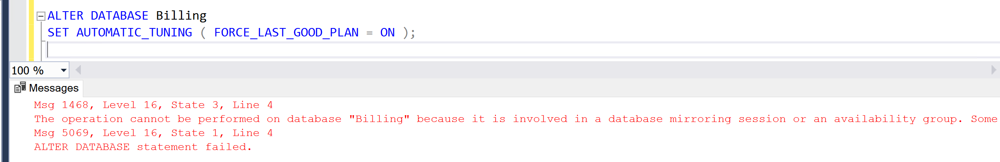 ALTER DATABASE Billing
SET AUTOMATIC_TUNING ( FORCE_LAST_GOOD_PLAN = ON );
100 %
Messages
Msg 1468, Level 16, State 3, Line 4
The operation cannot be performed on database "Billing" because it is involved in a database mirroring session or an availability group. Some
Msg 5069, Level 16, State 1, Line 4
ALTER DATABASE statement failed.